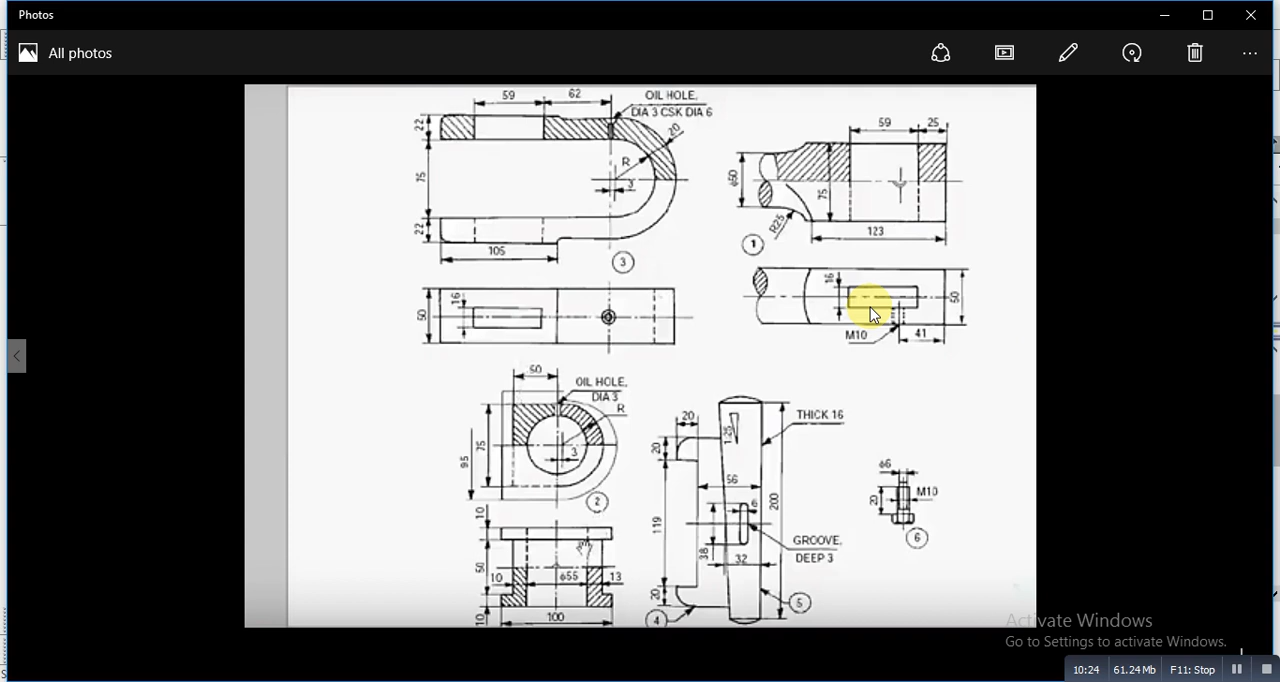 Photos
All photos
59
62
OIL HOLE,
DIA 3 CSK DIA 6
22
20
R
3
75
22
105
3
59
25
ϕ50
75
R25
123
1
16
50
16
50
M10
41
50
OIL HOLE,
DIA 3
R
3
75
95
2
10
50
10
ϕ55
13
10
100
20
20
1:25
THICK 16
56
6
200
119
38
GROOVE,
DEEP 3
32
20
4
5
ϕ6
20
M10
6
Activate Windows
Go to Settings to activate Windows.
10:24
61.24Mb
F11: Stop